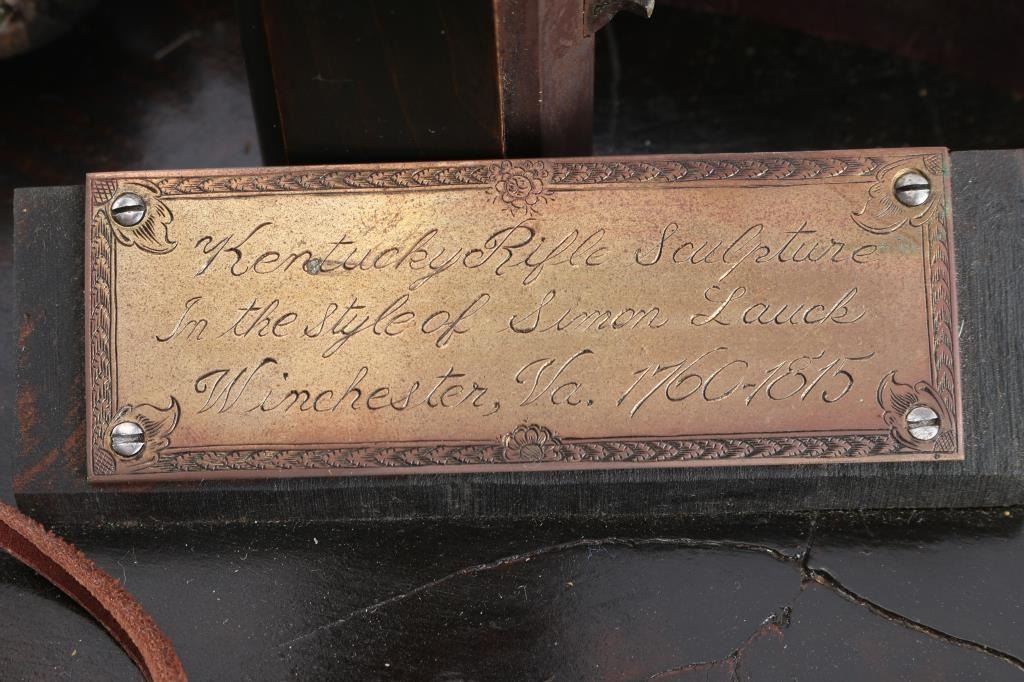 Kentucky Rifle Sculpture
In the style of Simon Lauck
Winchester, Va. 1760-1815